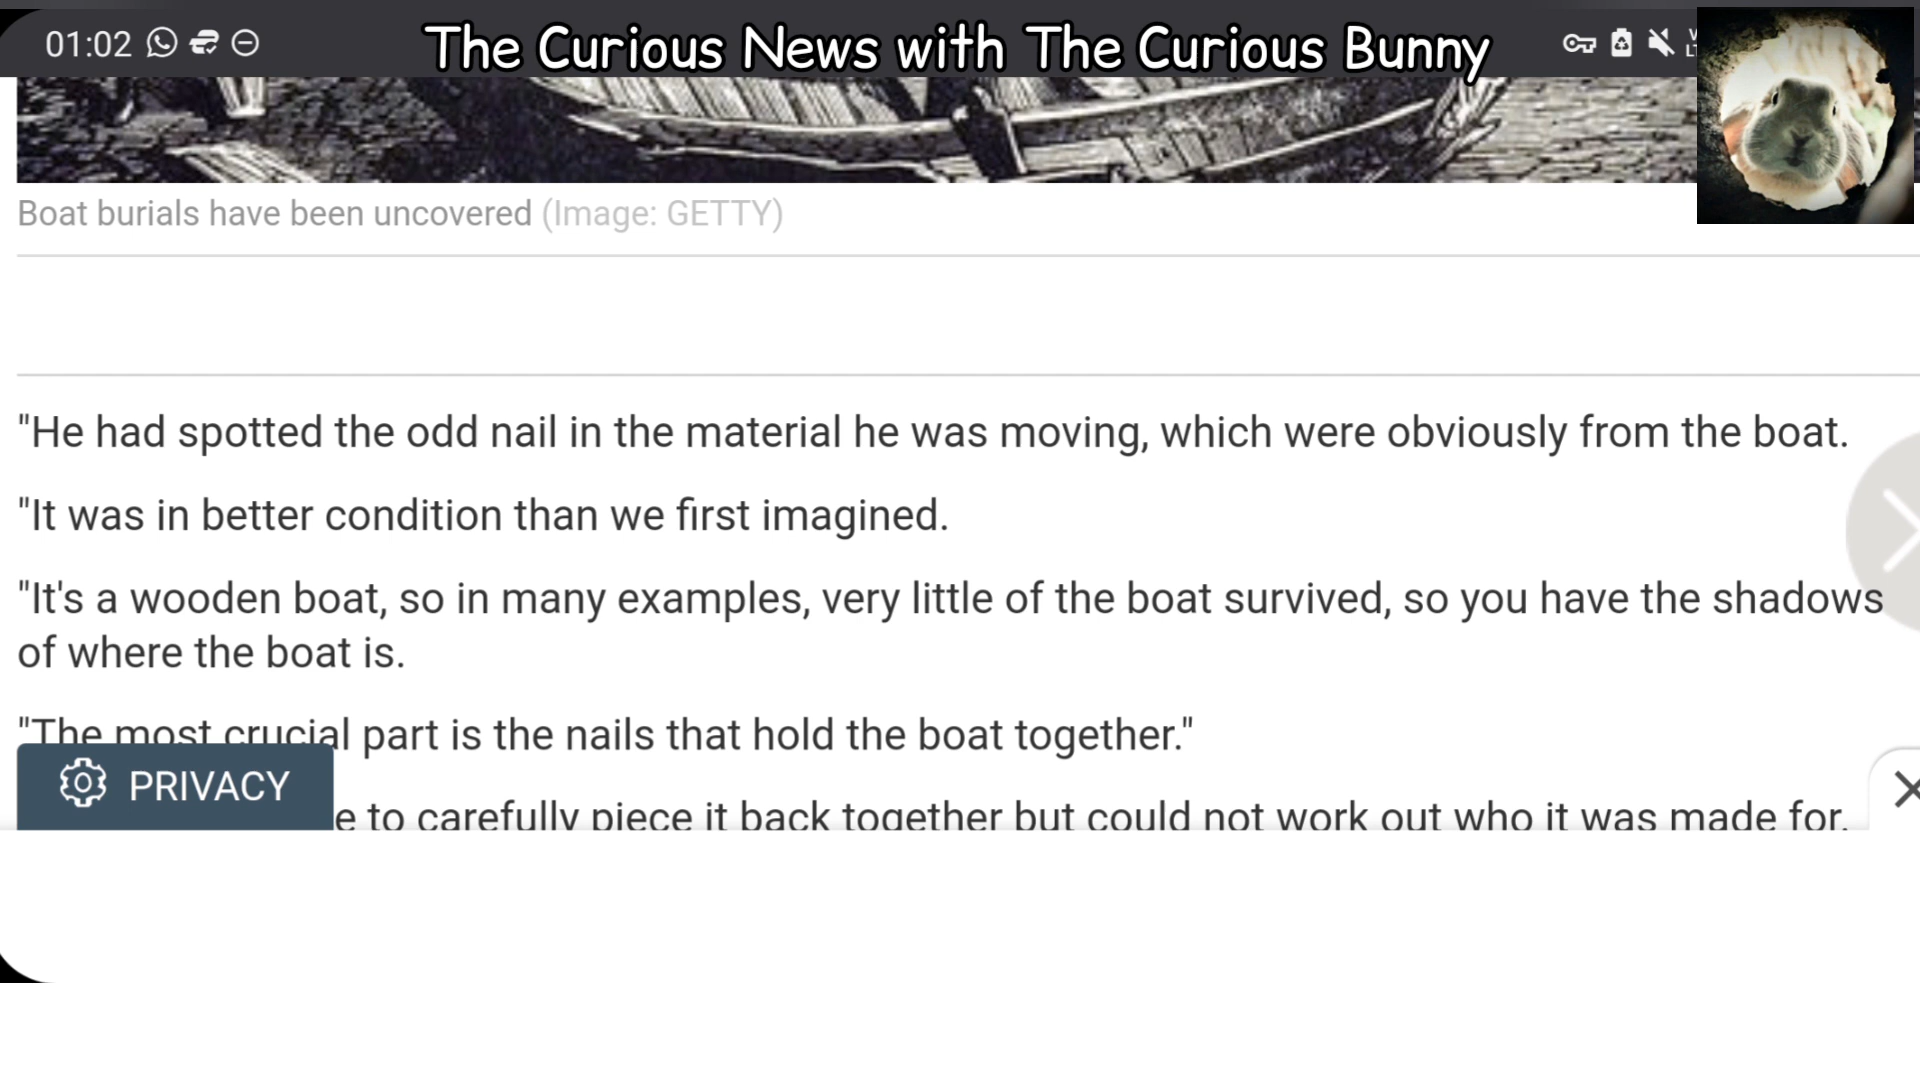 01:02
The Curious News with The Curious Bunny
Boat burials have been uncovered (Image: GETTY)
"He had spotted the odd nail in the material he was moving, which were obviously from the boat.
"It was in better condition than we first imagined.
"It's a wooden boat, so in many examples, very little of the boat survived, so you have the shadows
of where the boat is.
"The most crucial part is the nails that hold the boat together."
PRIVACY
to carefully piece it back together but could not work out who it was made for.